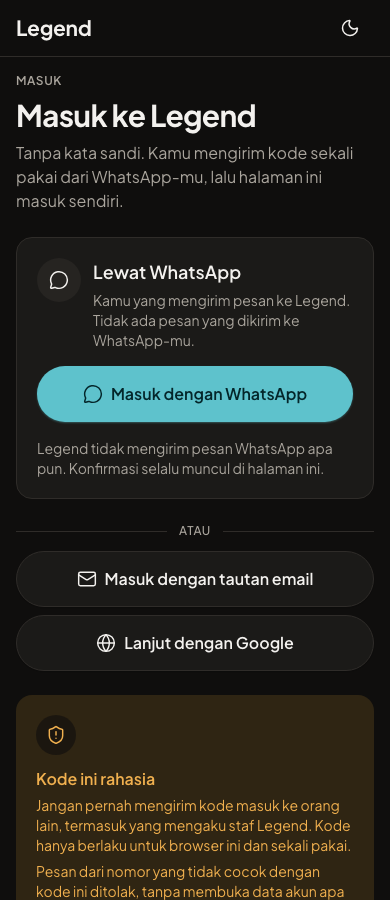 Legend
MASUK
Masuk ke Legend
Tanpa kata sandi. Kamu mengirim kode sekali
pakai dari WhatsApp-mu, lalu halaman ini
masuk sendiri.
Lewat WhatsApp
Kamu yang mengirim pesan ke Legend.
Tidak ada pesan yang dikirim ke
WhatsApp-mu.
Masuk dengan WhatsApp
Legend tidak mengirim pesan WhatsApp apa
pun. Konfirmasi selalu muncul di halaman ini.
ATAU
Masuk dengan tautan email
Lanjut dengan Google
Kode ini rahasia
Jangan pernah mengirim kode masuk ke orang
lain, termasuk yang mengaku staf Legend. Kode
hanya berlaku untuk browser ini dan sekali pakai.
Pesan dari nomor yang tidak cocok dengan
kode ini ditolak, tanpa membuka data akun apa